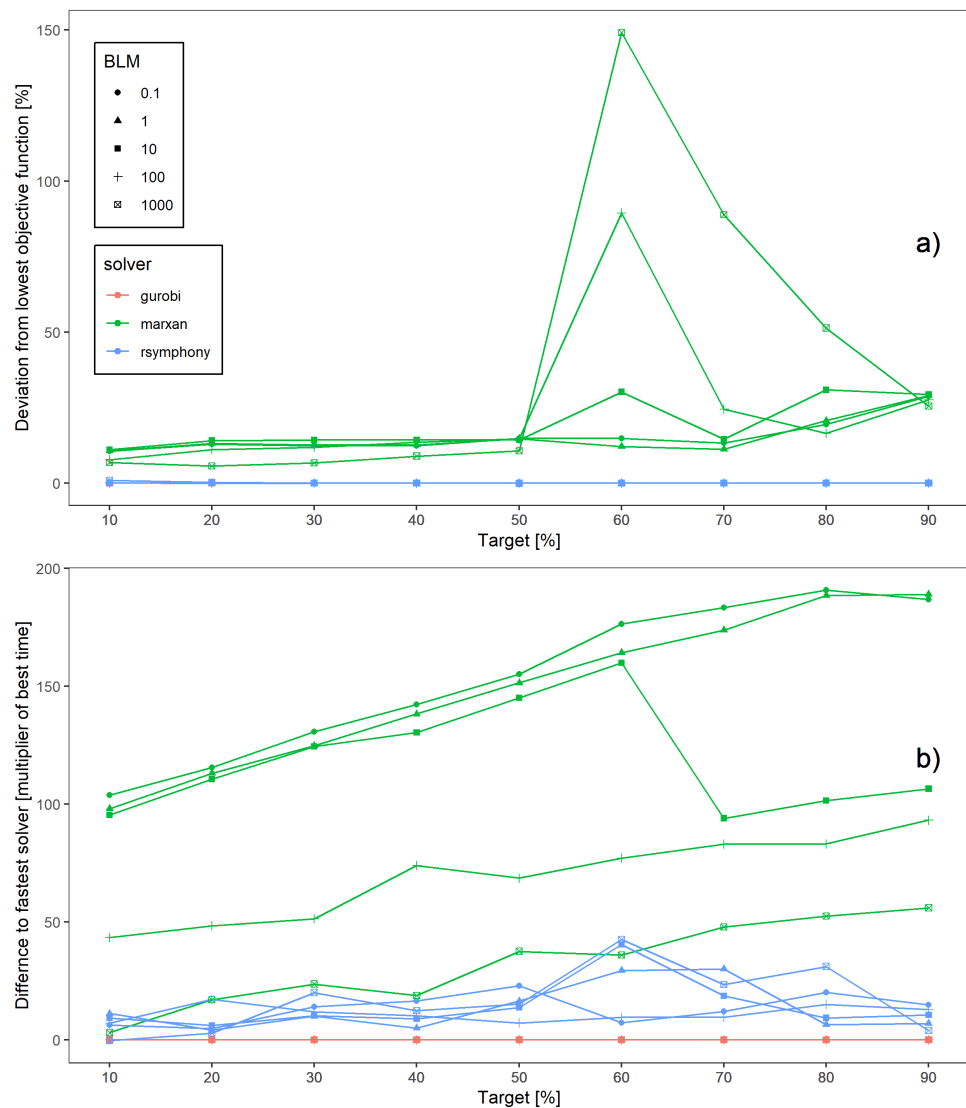 Deviation from lowest objective function [%]
150
100
50
0
BLM
0.1
1
10
100
1000
solver
gurobi
marxan
rsymphony
a)
10 20 30 40 50 60 70 80 90
Target [%]
Differnce to fastest solver [multiplier of best time]
200
150
100
50
0
b)
10 20 30 40 50 60 70 80 90
Target [%]